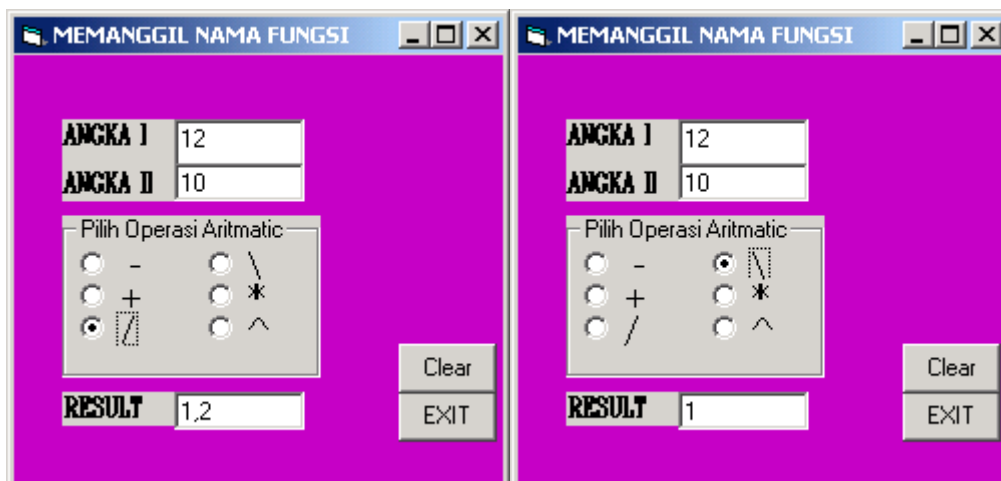 MEMANGGIL NAMA FUNGSI
ANGKA I 12
ANGKA II 10
Pilih Operasi Aritmatic
- \
+ *
/ ^
Clear
RESULT 1,2
EXIT
MEMANGGIL NAMA FUNGSI
ANGKA I 12
ANGKA II 10
Pilih Operasi Aritmatic
- \
+ *
/ ^
Clear
RESULT 1
EXIT